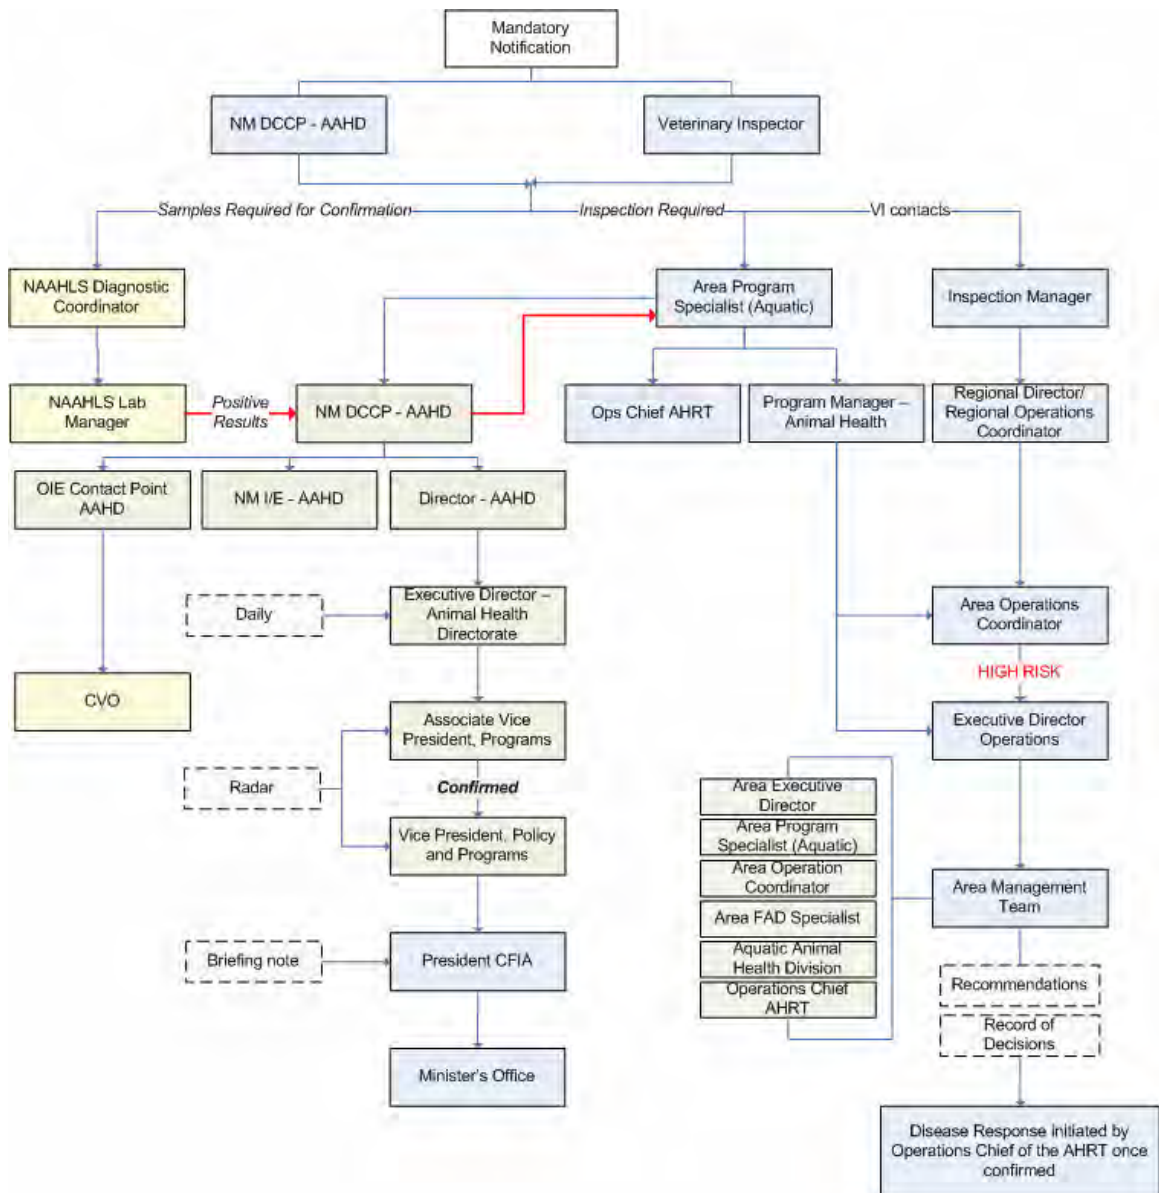 Mandatory
Notification
NM DCCP - AAHD
Veterinary Inspector
Samples Required for Confirmation
Inspection Required
VI contacts
NAAHLS Diagnostic
Coordinator
Area Program
Specialist (Aquatic)
Inspection Manager
NAAHLS Lab
Manager
Positive
Results
NM DCCP - AAHD
Ops Chief AHRT
Program Manager –
Animal Health
Regional Director/
Regional Operations
Coordinator
OIE Contact Point
AAHD
NM I/E - AAHD
Director - AAHD
Daily
Executive Director –
Animal Health
Directorate
Area Operations
Coordinator
HIGH RISK
CVO
Associate Vice
President, Programs
Executive Director
Operations
Radar
Confirmed
Vice President, Policy
and Programs
Area Executive
Director
Area Program
Specialist (Aquatic)
Area Operation
Coordinator
Area FAD Specialist
Aquatic Animal
Health Division
Operations Chief
AHRT
Area Management
Team
Briefing note
President CFIA
Recommendations
Record of
Decisions
Minister's Office
Disease Response initiated by
Operations Chief of the AHRT once
confirmed